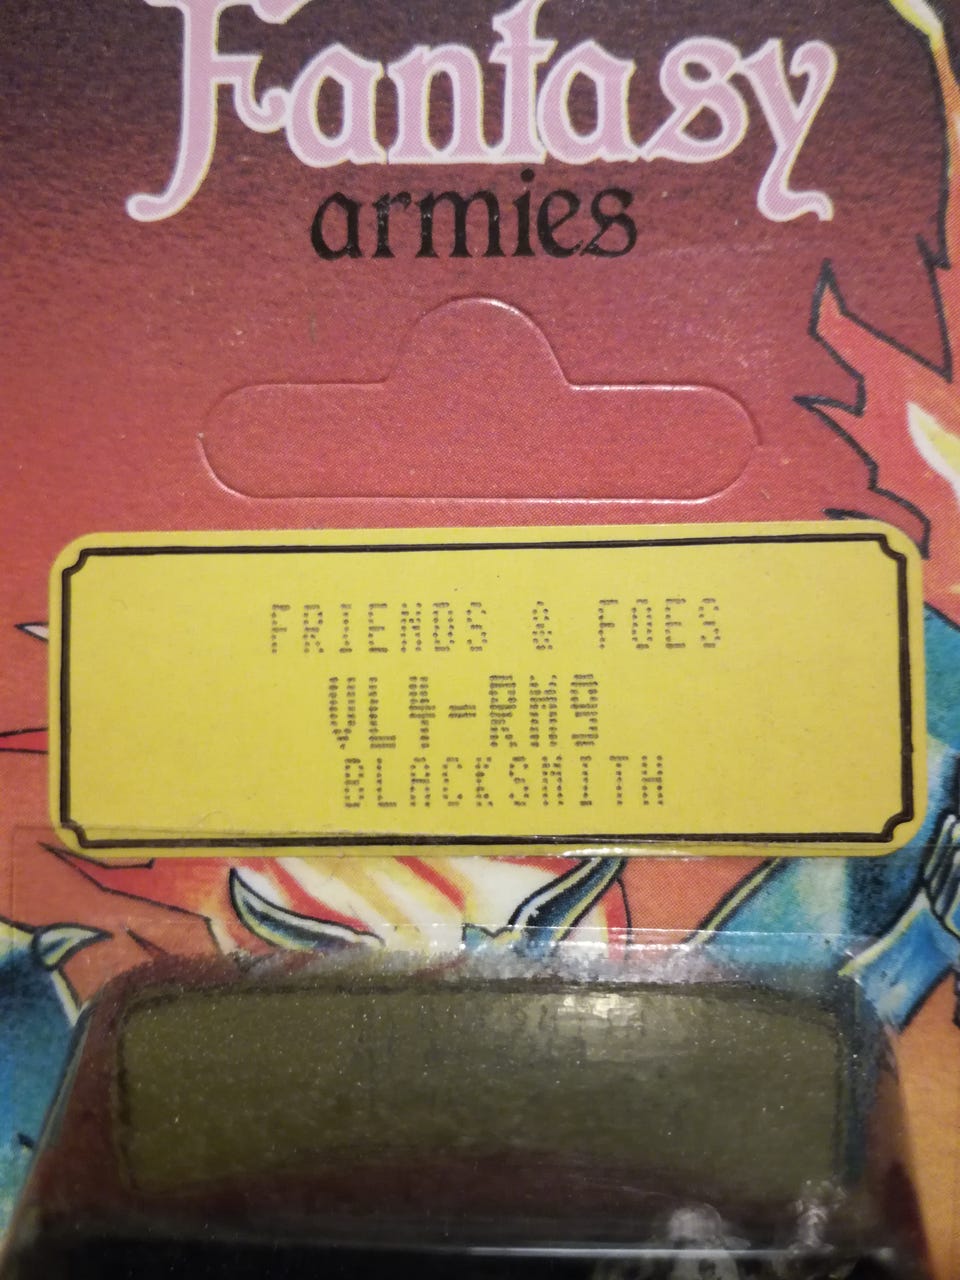 Fantasy
armies
FRIENDS & FOES
VL4-RM9
BLACKSMITH